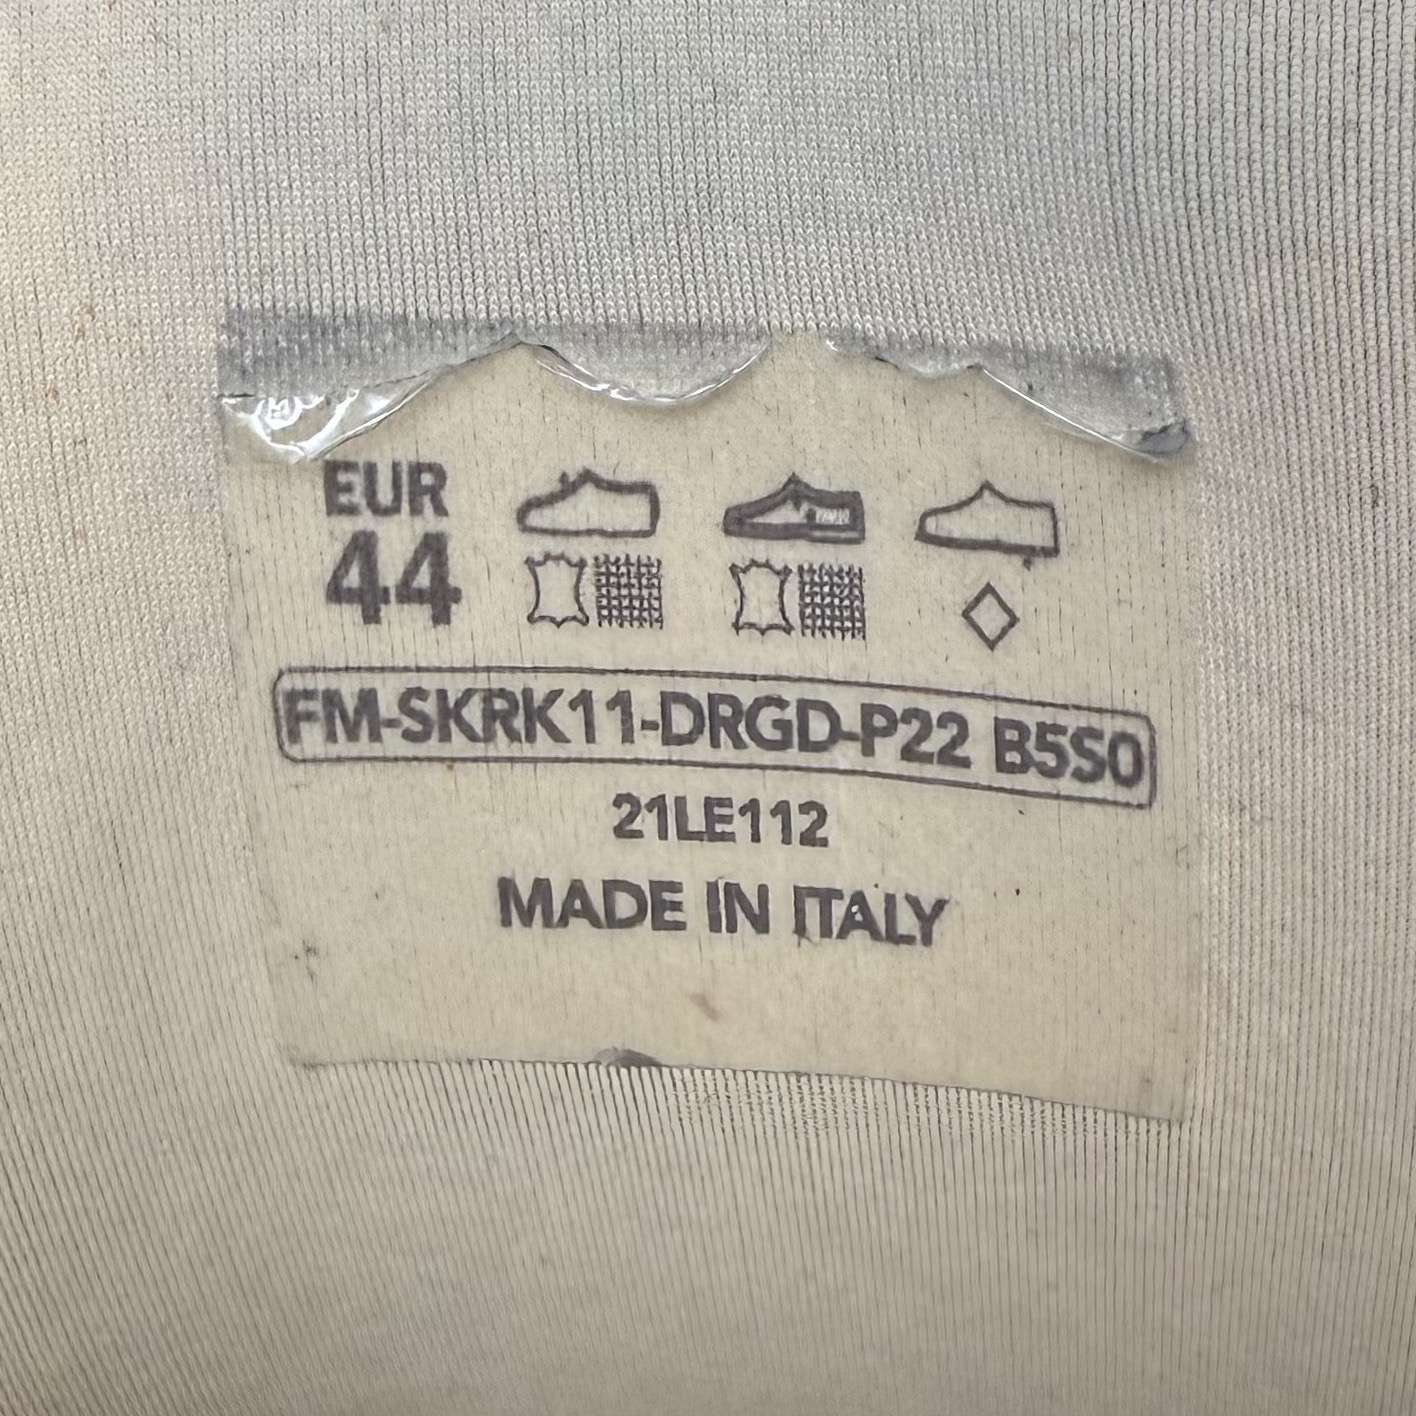 EUR
44
FM-SKRK11-DRGD-P22 B5S0
21LE112
MADE IN ITALY